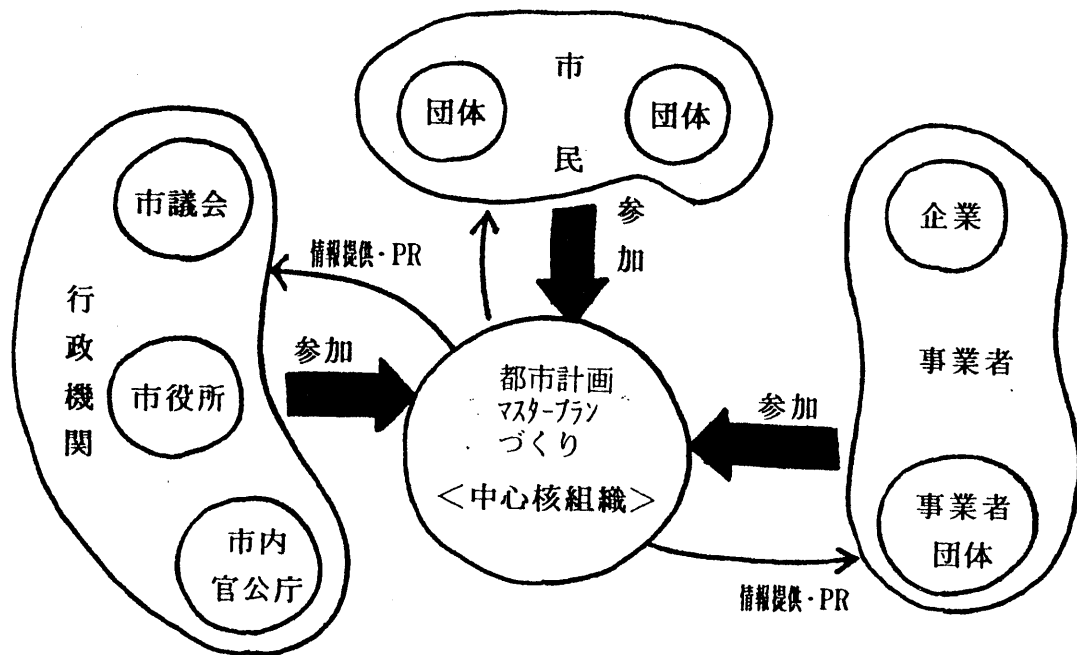 市民
団体
団体
参加
行政機関
市議会
市役所
市内
官公庁
情報提供・PR
参加
都市計画
マスタープラン
づくり
＜中心核組織＞
参加
情報提供・PR
企業
事業者
事業者
団体